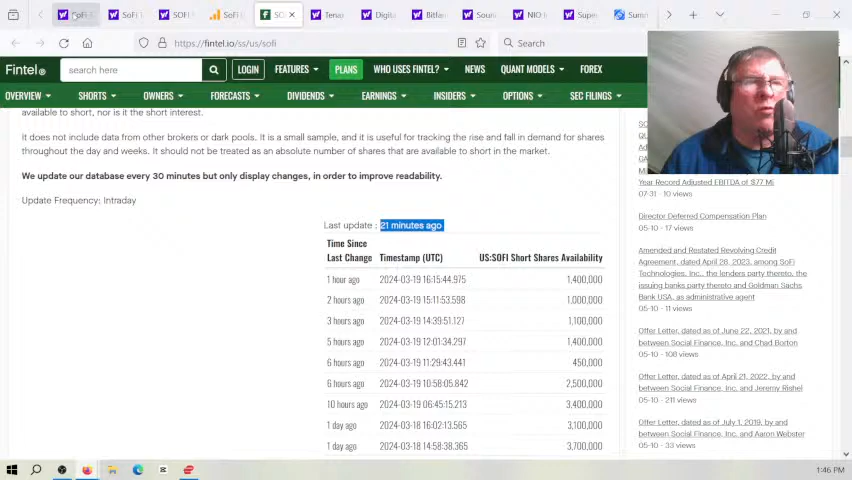 SoFi
SoFi T
SOFI
SoFi
SO
Tena
Digita
Bitfa
Soun
NIO I
Supe
Summ
https://fintel.io/ss/us/sofi
Search
Fintel
search here
LOGIN
FEATURES
PLANS
WHO USES FINTEL?
NEWS
QUANT MODELS
FOREX
OVERVIEW
SHORTS
OWNERS
FORECASTS
DIVIDENDS
EARNINGS
INSIDERS
OPTIONS
SEC FILINGS
available to short, nor is it the short interest.
It does not include data from other brokers or dark pools. It is a small sample, and it is useful for tracking the rise and fall in demand for shares
throughout the day and weeks. It should not be treated as an absolute number of shares that are available to short in the market.
We update our database every 30 minutes but only display changes, in order to improve readability.
Update Frequency: Intraday
Last update : 21 minutes ago
Time Since
Last Change Timestamp (UTC) US:SOFI Short Shares Availability
1 hour ago 2024-03-19 16:15:44.975 1,400,000
2 hours ago 2024-03-19 15:11:53.598 1,000,000
3 hours ago 2024-03-19 14:39:51.127 1,100,000
5 hours ago 2024-03-19 12:01:34.297 1,400,000
6 hours ago 2024-03-19 11:29:43.441 450,000
6 hours ago 2024-03-19 10:58:05.842 2,500,000
10 hours ago 2024-03-19 06:45:15.213 3,400,000
1 day ago 2024-03-18 16:02:13.565 3,100,000
1 day ago 2024-03-18 14:58:38.365 3,700,000
Year Record Adjusted EBITDA of $77 Mi
07-31 - 10 views
Director Deferred Compensation Plan
05-10 - 17 views
Amended and Restated Revolving Credit
Agreement, dated April 28, 2023, among SoFi
Technologies, Inc., the lenders party thereto, the
issuing banks party thereto and Goldman Sachs
Bank USA, as administrative agent
05-10 - 11 views
Offer Letter, dated as of June 22, 2021, by and
between Social Finance, Inc. and Chad Borton
05-10 - 108 views
Offer Letter, dated as of April 21, 2022, by and
between Social Finance, Inc. and Jeremy Rishel
05-10 - 211 views
Offer Letter, dated as of July 1, 2019, by and
between Social Finance, Inc. and Aaron Webster
05-10 - 33 views
1:46 PM